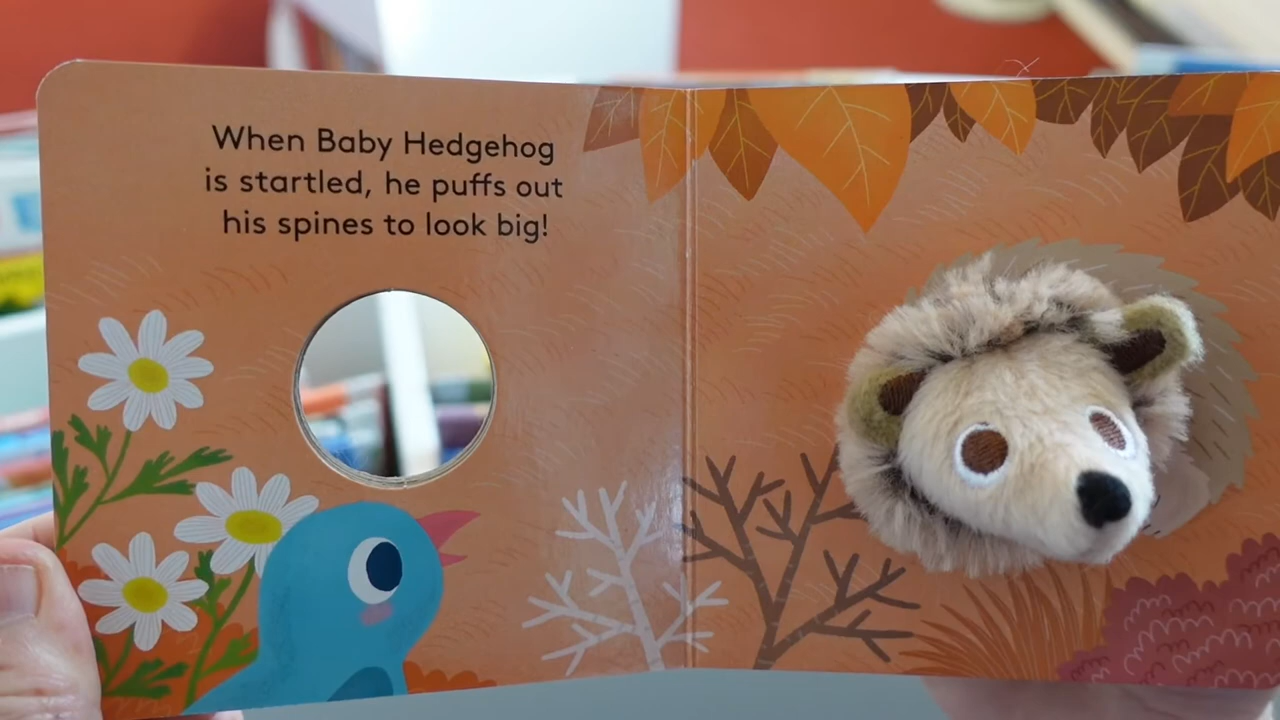 When Baby Hedgehog
is startled, he puffs out
his spines to look big!